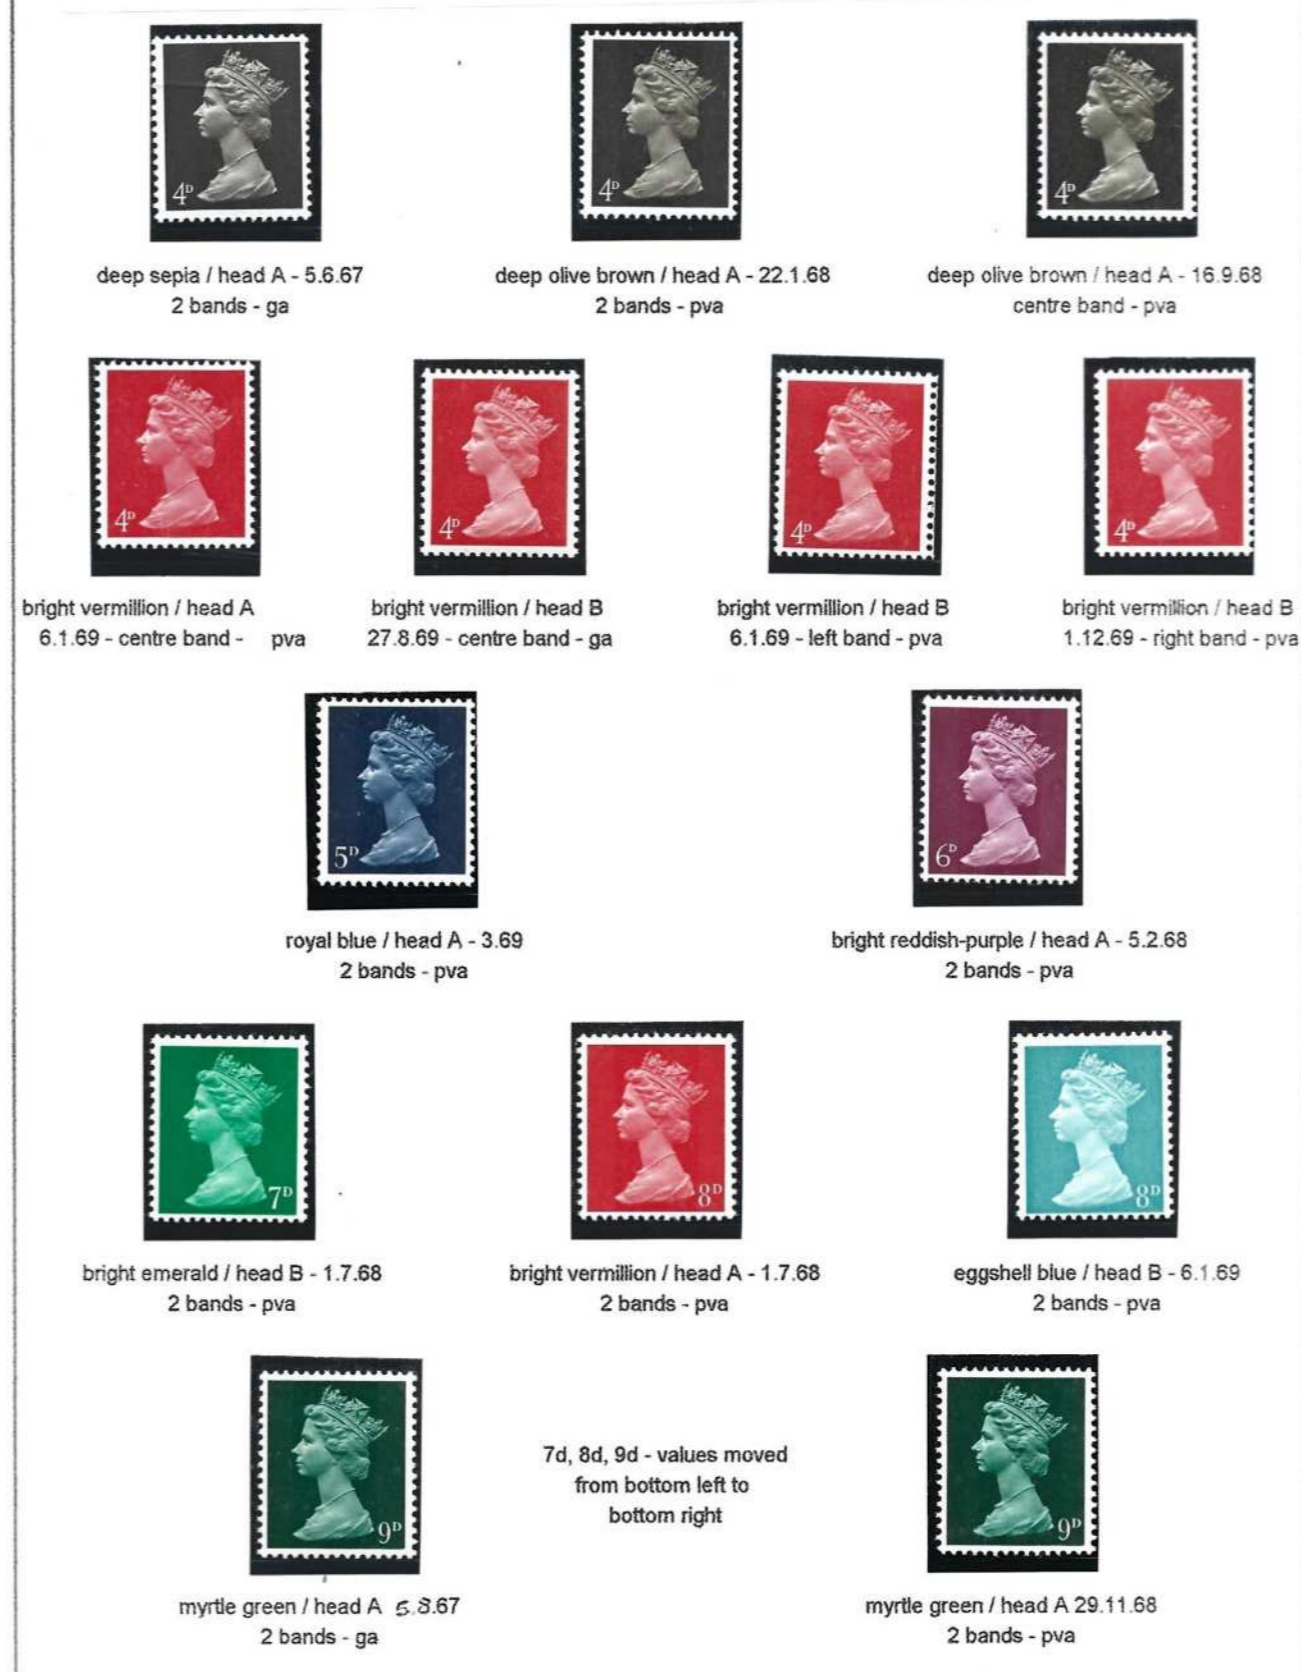 4D
4D
4D
deep sepia / head A - 5.6.67
2 bands - ga
deep olive brown / head A - 22.1.68
2 bands - pva
deep olive brown / head A - 16.9.68
centre band - pva
4D
4D
4D
4D
bright vermillion / head A
6.1.69 - centre band - pva
bright vermillion / head B
27.8.69 - centre band - ga
bright vermillion / head B
6.1.69 - left band - pva
bright vermillion / head B
1.12.69 - right band - pva
5D
6D
royal blue / head A - 3.69
2 bands - pva
bright reddish-purple / head A - 5.2.68
2 bands - pva
7D
8D
8D
bright emerald / head B - 1.7.68
2 bands - pva
bright vermillion / head A - 1.7.68
2 bands - pva
eggshell blue / head B - 6.1.69
2 bands - pva
9D
7d, 8d, 9d - values moved
from bottom left to
bottom right
9D
myrtle green / head A 5.8.67
2 bands - ga
myrtle green / head A 29.11.68
2 bands - pva